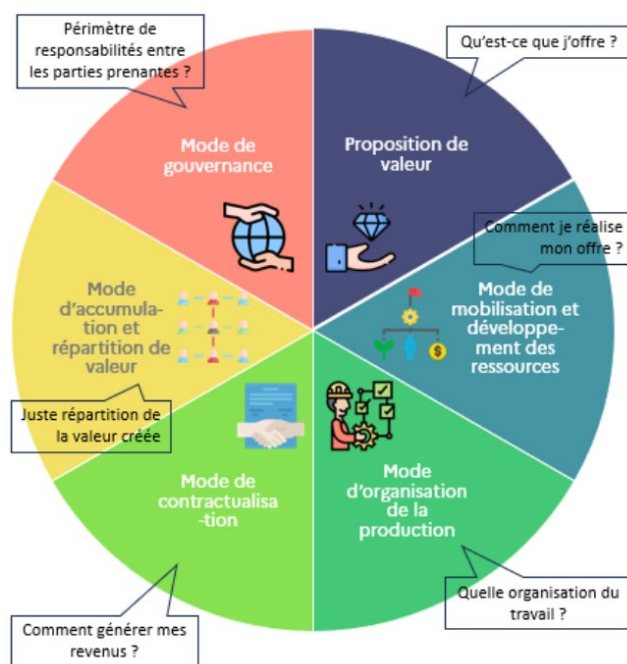 Périmètre de
responsabilités entre
les parties prenantes ?
Qu'est-ce que j'offre ?
Mode de
gouvernance
Proposition de
valeur
Comment je réalise
mon offre ?
Mode
d'accumula-
tion et
répartition de
valeur
Mode de
mobilisation et
développe-
ment des
ressources
$
Juste répartition de
la valeur créée
Mode de
contractualisa
-tion
Mode
d'organisation
de la
production
Quelle organisation du
travail ?
Comment générer mes
revenus ?